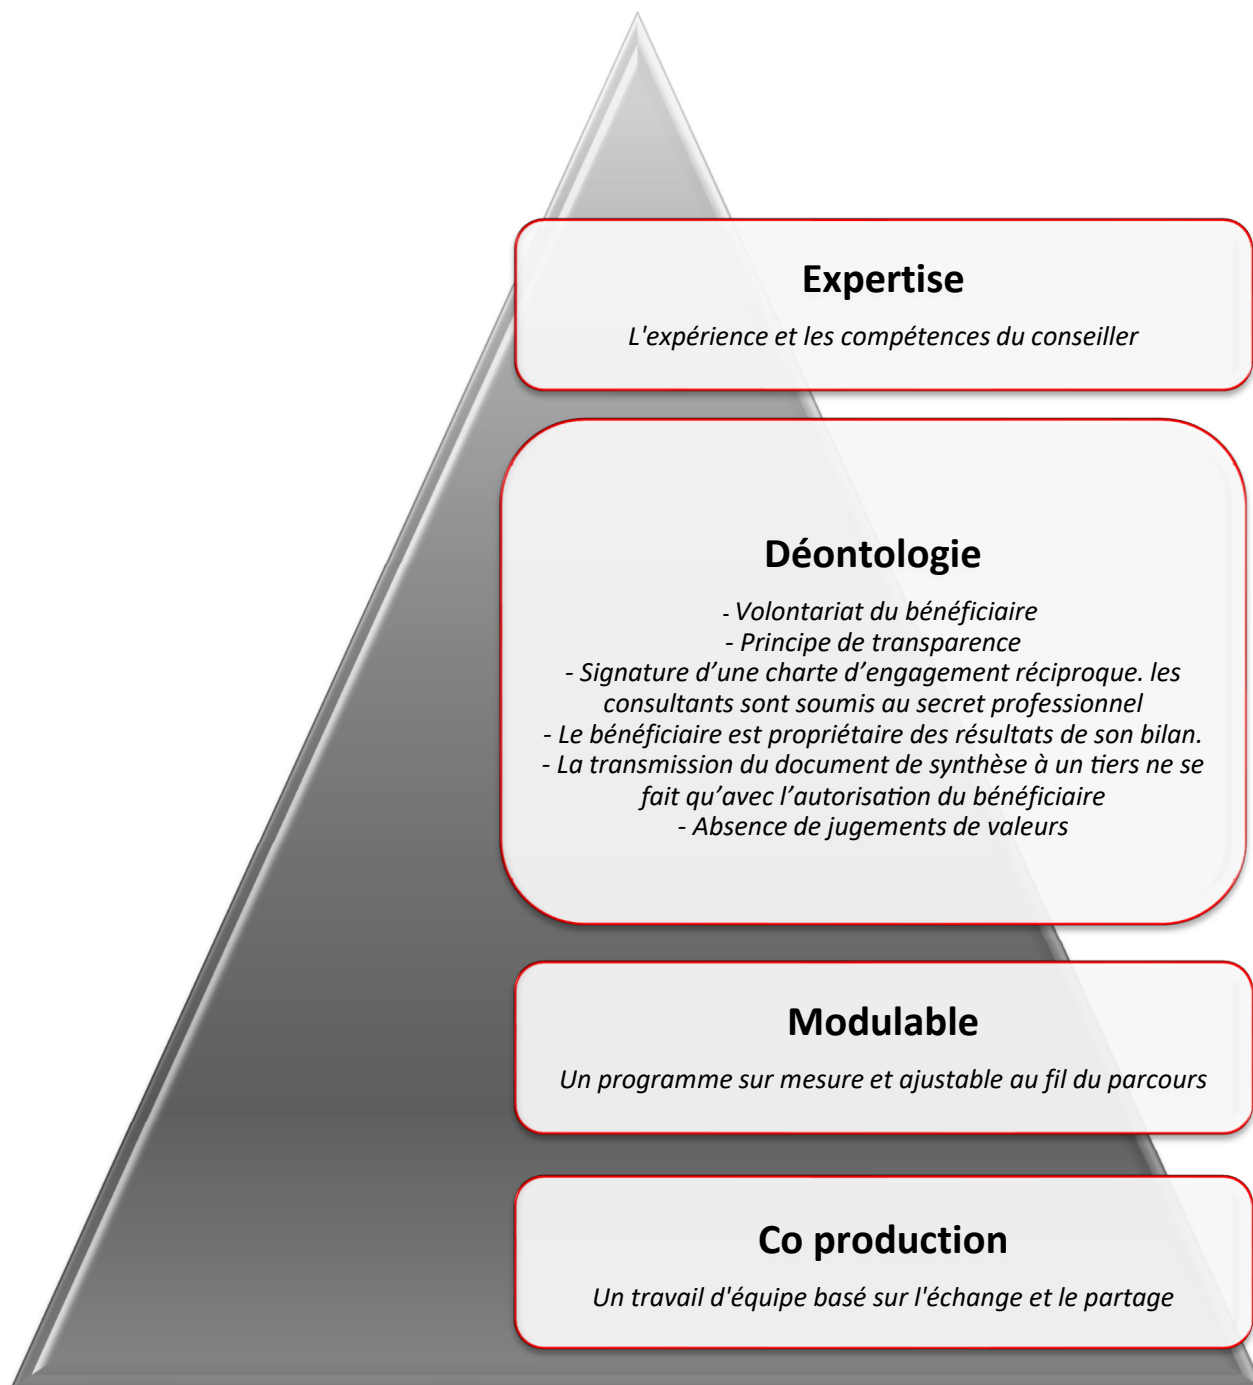 Expertise
L'expérience et les compétences du conseiller
Déontologie
- Volontariat du bénéficiaire
- Principe de transparence
- Signature d’une charte d’engagement réciproque. les
consultants sont soumis au secret professionnel
- Le bénéficiaire est propriétaire des résultats de son bilan.
- La transmission du document de synthèse à un tiers ne se
fait qu’avec l’autorisation du bénéficiaire
- Absence de jugements de valeurs
Modulable
Un programme sur mesure et ajustable au fil du parcours
Co production
Un travail d'équipe basé sur l'échange et le partage